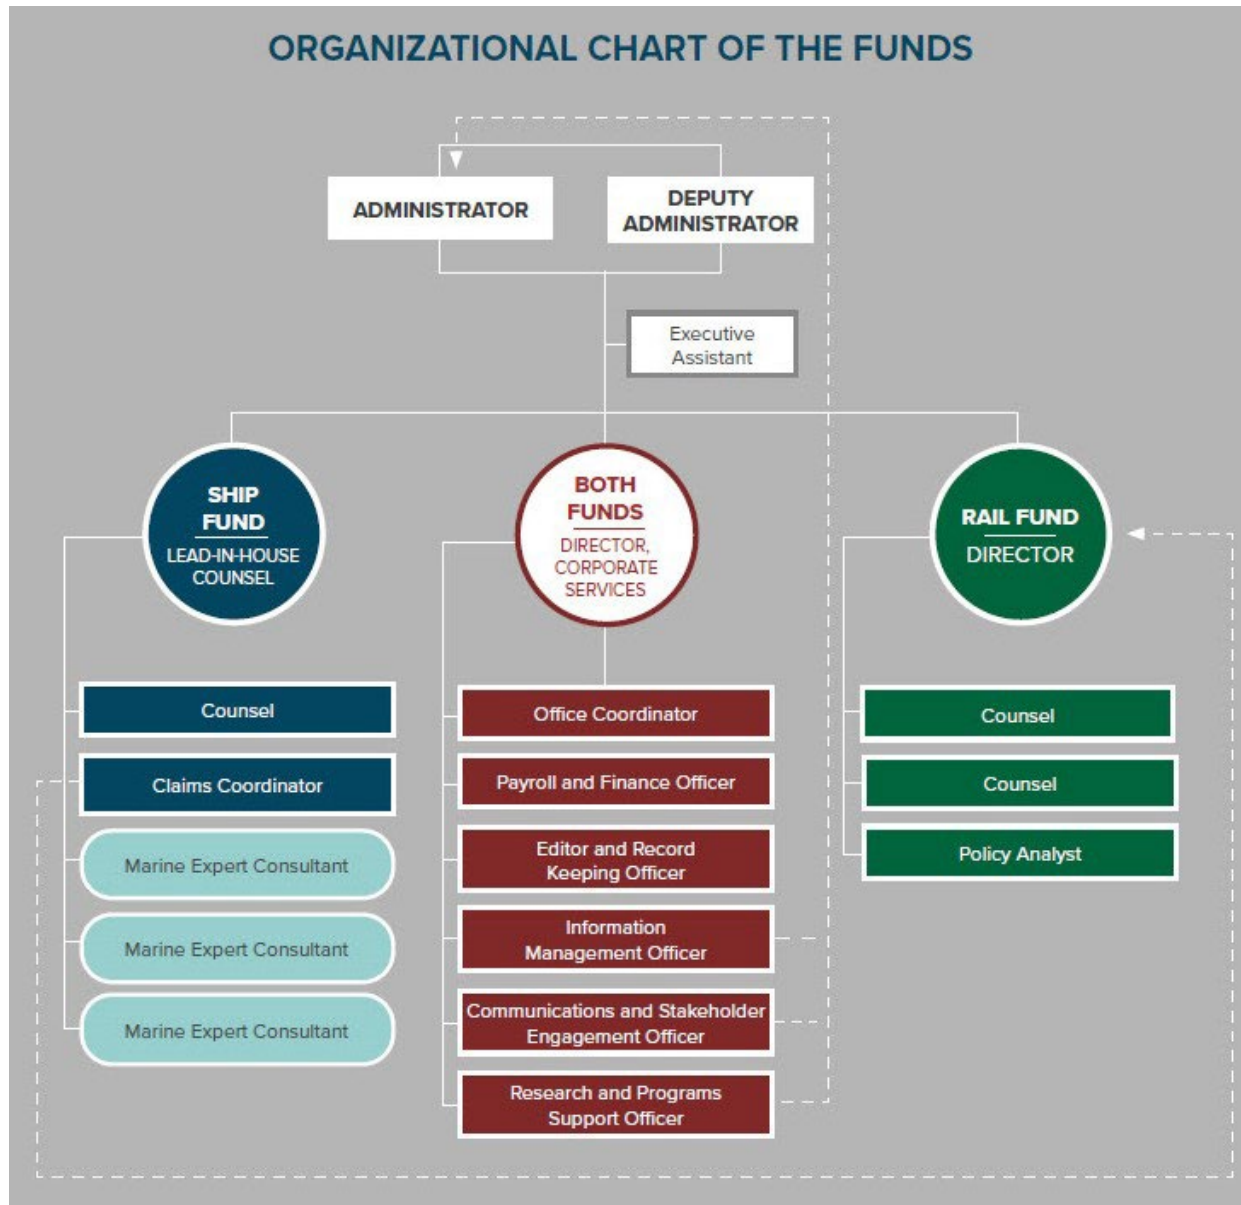 ORGANIZATIONAL CHART OF THE FUNDS
ADMINISTRATOR
DEPUTY
ADMINISTRATOR
Executive
Assistant
SHIP
FUND
LEAD-IN-HOUSE
COUNSEL
BOTH
FUNDS
DIRECTOR,
CORPORATE
SERVICES
RAIL FUND
DIRECTOR
Counsel
Claims Coordinator
Marine Expert Consultant
Marine Expert Consultant
Marine Expert Consultant
Office Coordinator
Payroll and Finance Officer
Editor and Record
Keeping Officer
Information
Management Officer
Communications and Stakeholder
Engagement Officer
Research and Programs
Support Officer
Counsel
Counsel
Policy Analyst